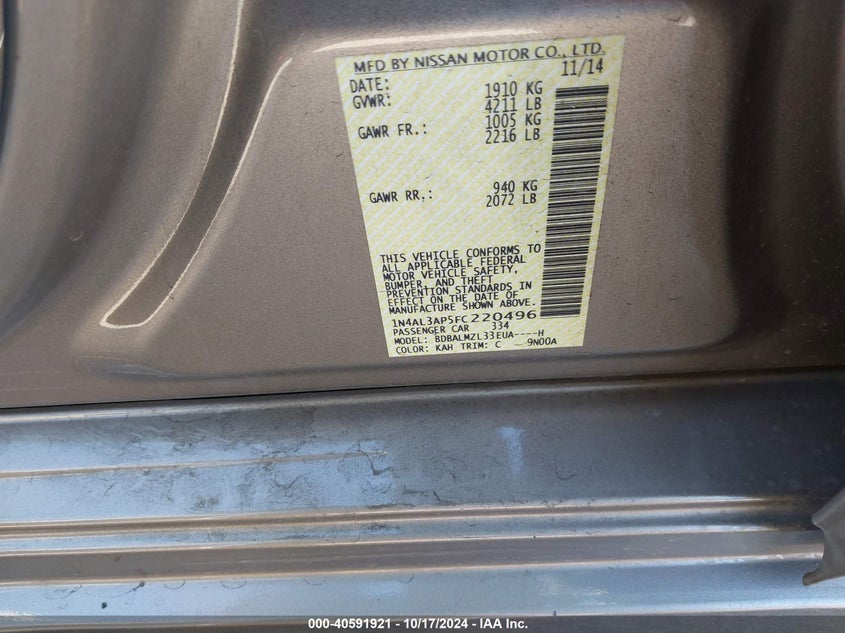 MFD BY NISSAN MOTOR CO., LTD.
DATE: 11/14
GVWR: 1910 KG
4211 LB
GAWR FR.: 1005 KG
2216 LB
GAWR RR.: 940 KG
2072 LB
THIS VEHICLE CONFORMS TO
ALL APPLICABLE FEDERAL
MOTOR VEHICLE SAFETY,
BUMPER, AND THEFT
PREVENTION STANDARDS IN
EFFECT ON THE DATE OF
MANUFACTURE SHOWN ABOVE.
1N4AL3AP5FC220496
PASSENGER CAR 334
MODEL: BDBALMZL33EUA----H
COLOR: KAH TRIM: C - 9N00A
000-40591921 - 10/17/2024 - IAA Inc.